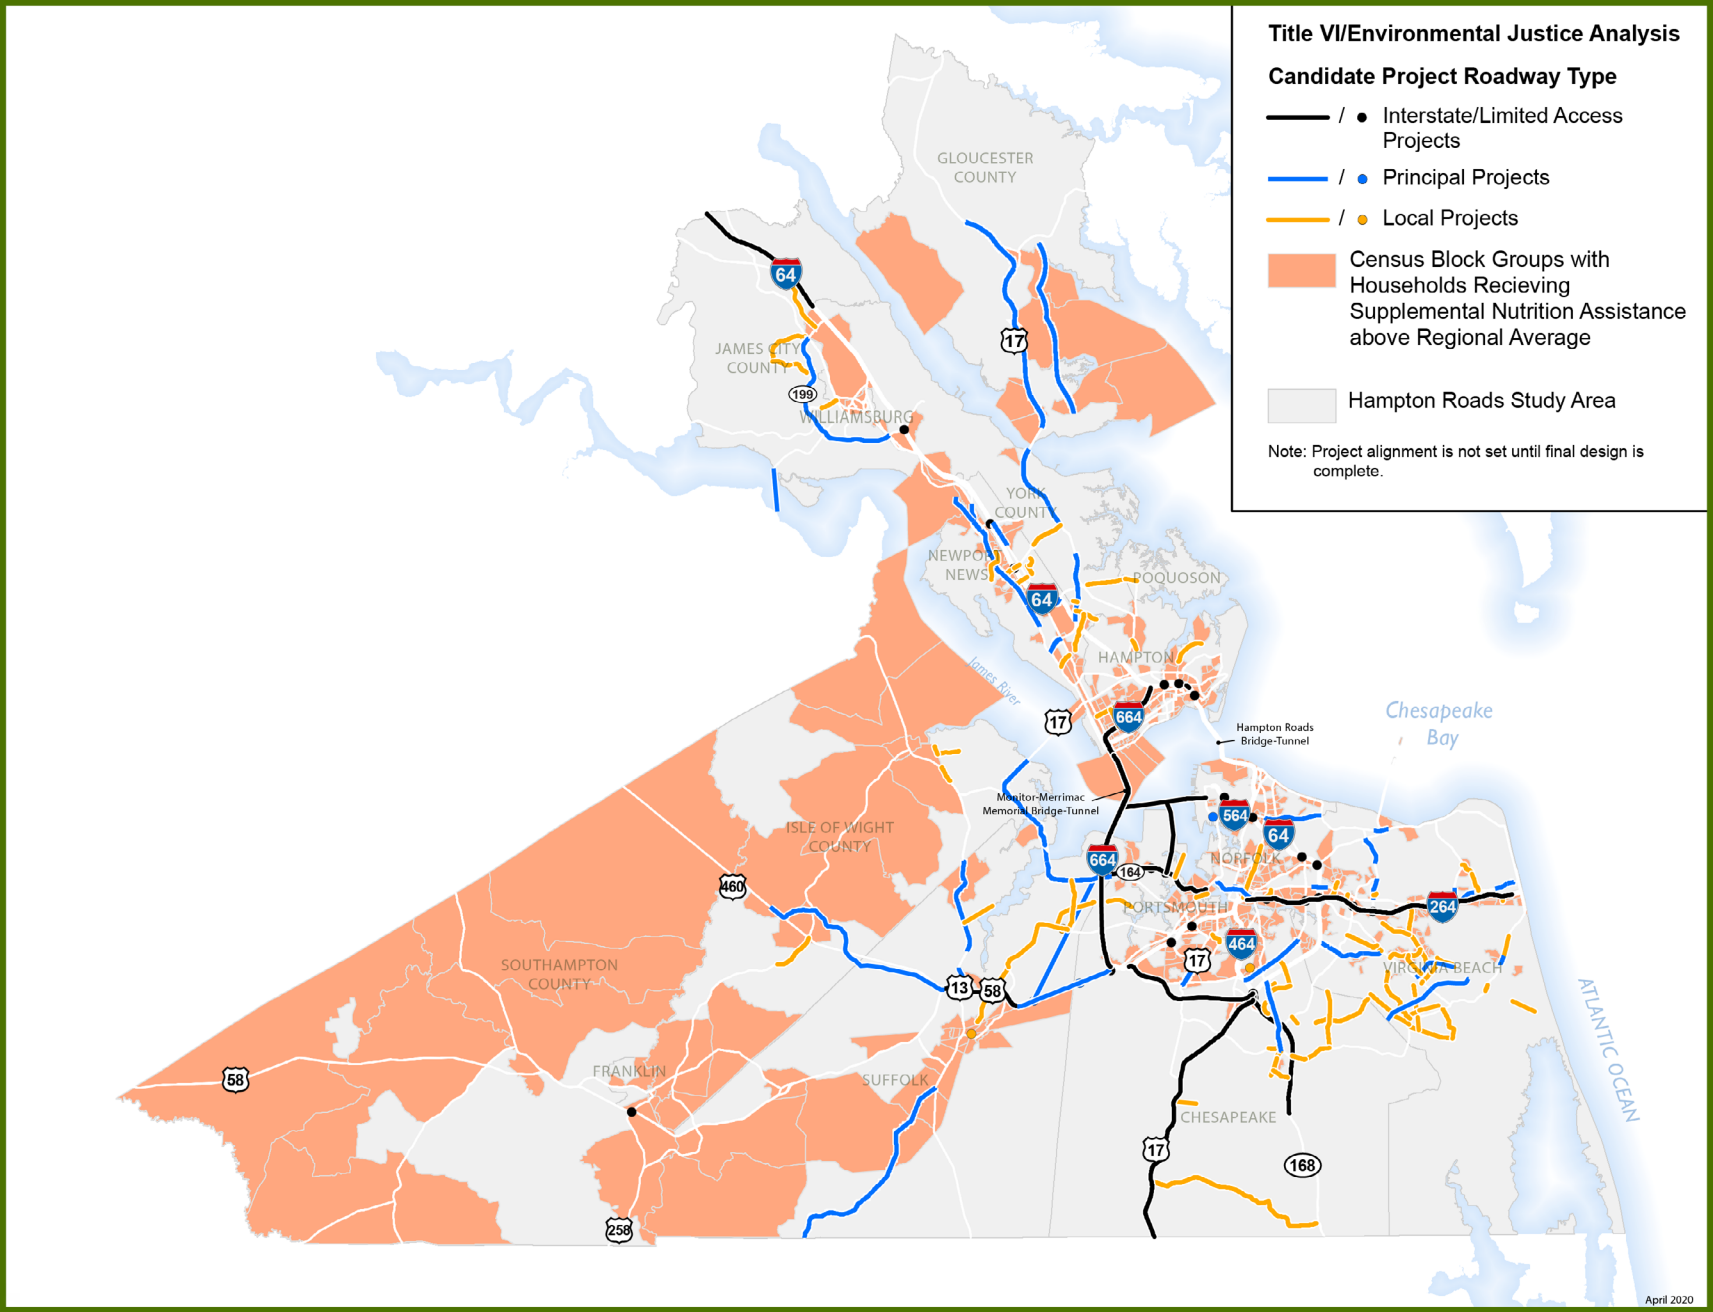 Title VI/Environmental Justice Analysis
Candidate Project Roadway Type
/ Interstate/Limited Access
Projects
/ Principal Projects
/ Local Projects
Census Block Groups with
Households Recieving
Supplemental Nutrition Assistance
above Regional Average
Hampton Roads Study Area
Note: Project alignment is not set until final design is
complete.
GLOUCESTER
COUNTY
64
17
JAMES CITY
COUNTY
199
WILLIAMSBURG
YORK
COUNTY
NEWPORT
NEWS
POQUOSON
64
HAMPTON
James River
17
664
Chesapeake
Bay
Hampton Roads
Bridge-Tunnel
Monitor-Merrimac
Memorial Bridge-Tunnel
564
64
ISLE OF WIGHT
COUNTY
664
164
NORFOLK
460
PORTSMOUTH
264
464
17
SOUTHAMPTON
COUNTY
VIRGINIA BEACH
13
58
ATLANTIC OCEAN
58
FRANKLIN
SUFFOLK
CHESAPEAKE
17
168
258
April 2020